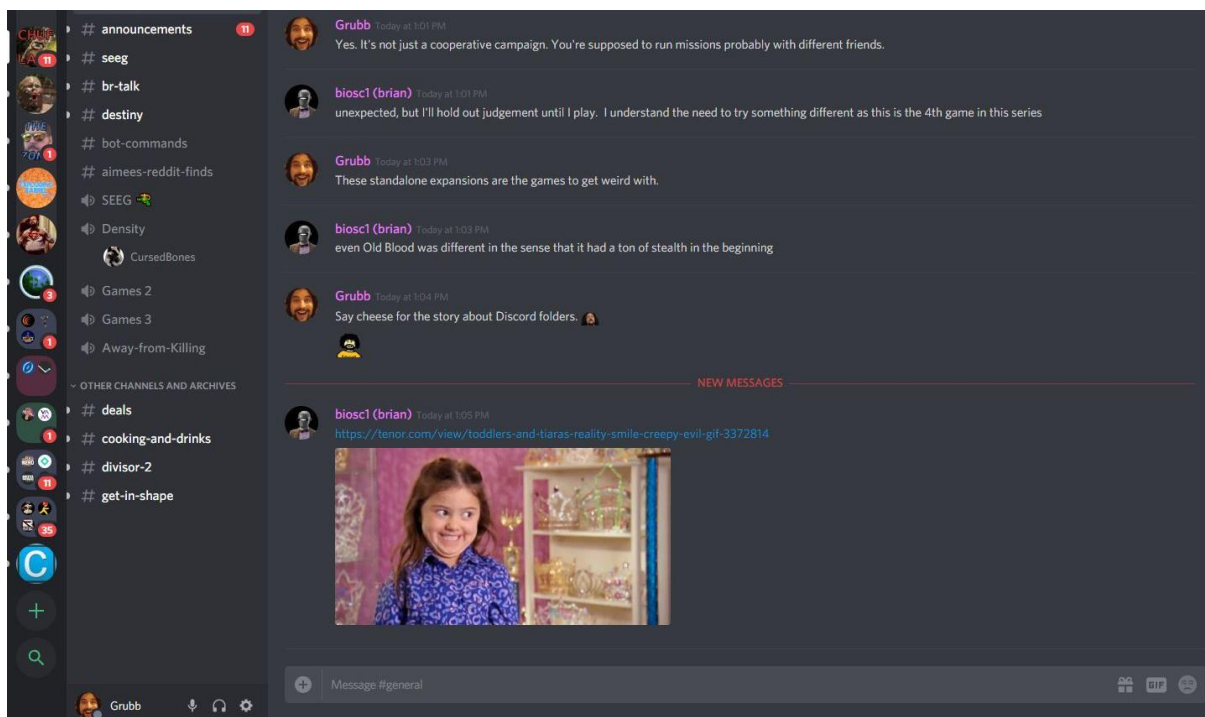 announcements
11
seeg
br-talk
destiny
bot-commands
aimees-reddit-finds
SEEG
Density
CursedBones
Games 2
Games 3
Away-from-Killing
OTHER CHANNELS AND ARCHIVES
deals
cooking-and-drinks
divisor-2
get-in-shape
11
1
3
1
1
11
35
C
Grubb
Grubb Today at 1:01 PM
Yes. It's not just a cooperative campaign. You're supposed to run missions probably with different friends.
biosc1 (brian) Today at 1:01 PM
unexpected, but I'll hold out judgement until I play. I understand the need to try something different as this is the 4th game in this series
Grubb Today at 1:03 PM
These standalone expansions are the games to get weird with.
biosc1 (brian) Today at 1:03 PM
even Old Blood was different in the sense that it had a ton of stealth in the beginning
Grubb Today at 1:04 PM
Say cheese for the story about Discord folders.
NEW MESSAGES
biosc1 (brian) Today at 1:05 PM
https://tenor.com/view/toddlers-and-tiaras-reality-smile-creepy-evil-gif-3372814
Message #general
GIF